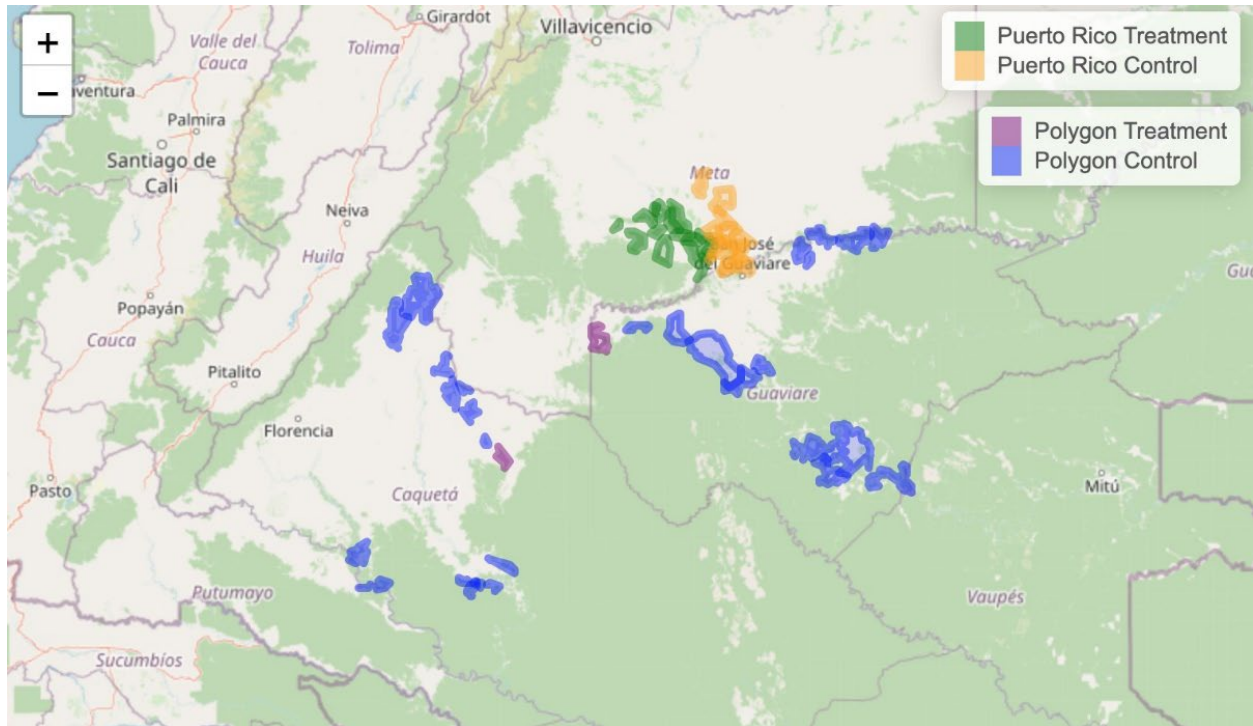 +
−
Valle del
Cauca
aventura
Palmira
Santiago de
Cali
Tolima
Girardot
Villavicencio
Puerto Rico Treatment
Puerto Rico Control
Polygon Treatment
Polygon Control
Meta
Neiva
Huila
San José
del Guaviare
Gua
Popayán
Cauca
Pitalito
Florencia
Guaviare
Pasto
Caquetá
Mitú
Putumayo
Vaupés
Sucumbíos